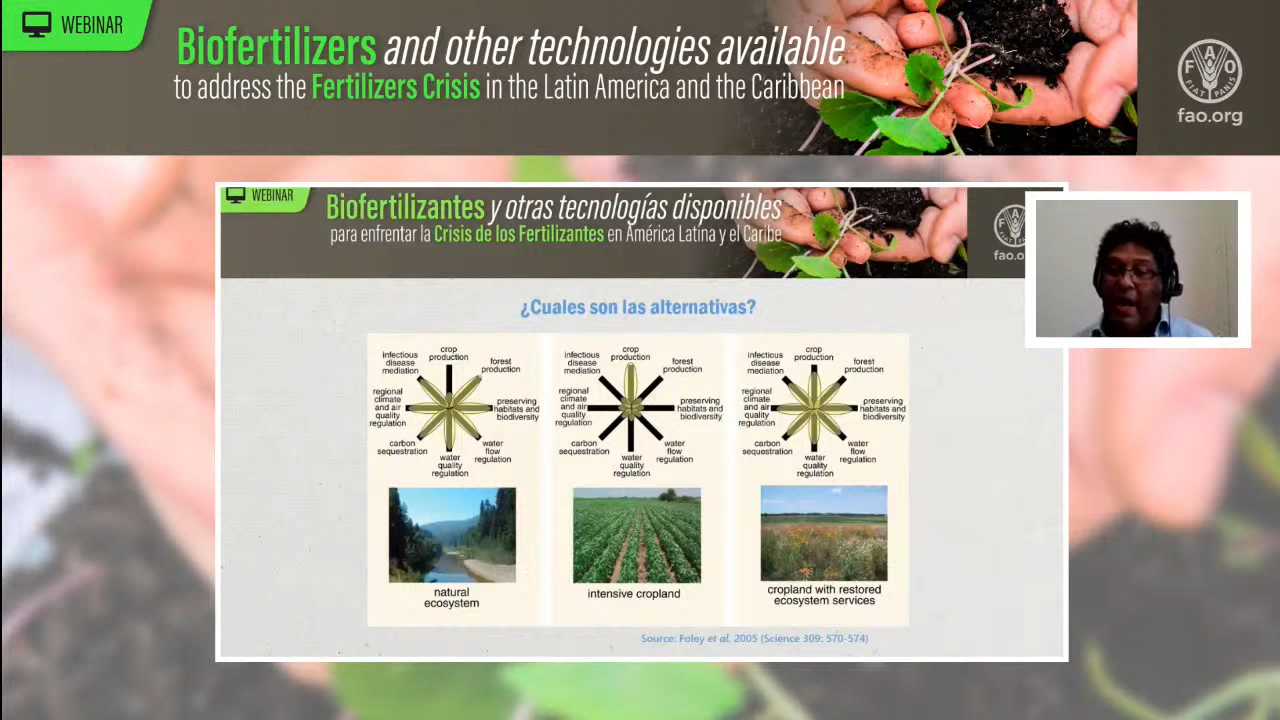 WEBINAR
Biofertilizers and other technologies available
to address the Fertilizers Crisis in the Latin America and the Caribbean
F A O
FIAT PANIS
fao.org
WEBINAR
Biofertilizantes y otras tecnologías disponibles
para enfrentar la Crisis de los Fertilizantes en América Latina y el Caribe
fao.o
¿Cuales son las alternativas?
crop
production
forest
production
preserving
habitats and
biodiversity
water
flow
regulation
water
quality
regulation
carbon
sequestration
regional
climate
and air
quality
regulation
infectious
disease
mediation
natural
ecosystem
crop
production
forest
production
preserving
habitats and
biodiversity
water
flow
regulation
water
quality
regulation
carbon
sequestration
regional
climate
and air
quality
regulation
infectious
disease
mediation
intensive cropland
crop
production
forest
production
preserving
habitats and
biodiversity
water
flow
regulation
water
quality
regulation
carbon
sequestration
regional
climate
and air
quality
regulation
infectious
disease
mediation
cropland with restored
ecosystem services
Source: Foley et al. 2005 (Science 309; 570-574)